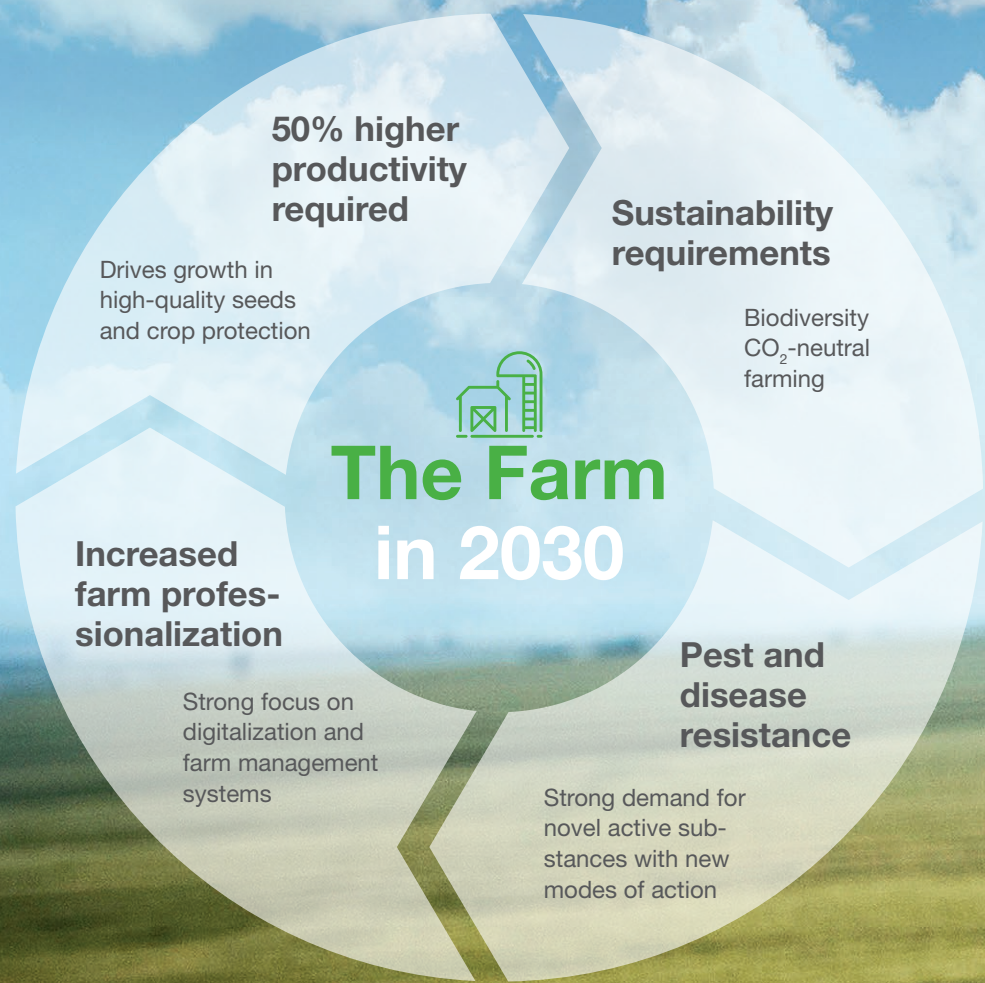 50% higher
productivity
required
Drives growth in
high-quality seeds
and crop protection
Sustainability
requirements
Biodiversity
CO₂-neutral
farming
The Farm
in 2030
Increased
farm profes-
sionalization
Strong focus on
digitalization and
farm management
systems
Pest and
disease
resistance
Strong demand for
novel active sub-
stances with new
modes of action